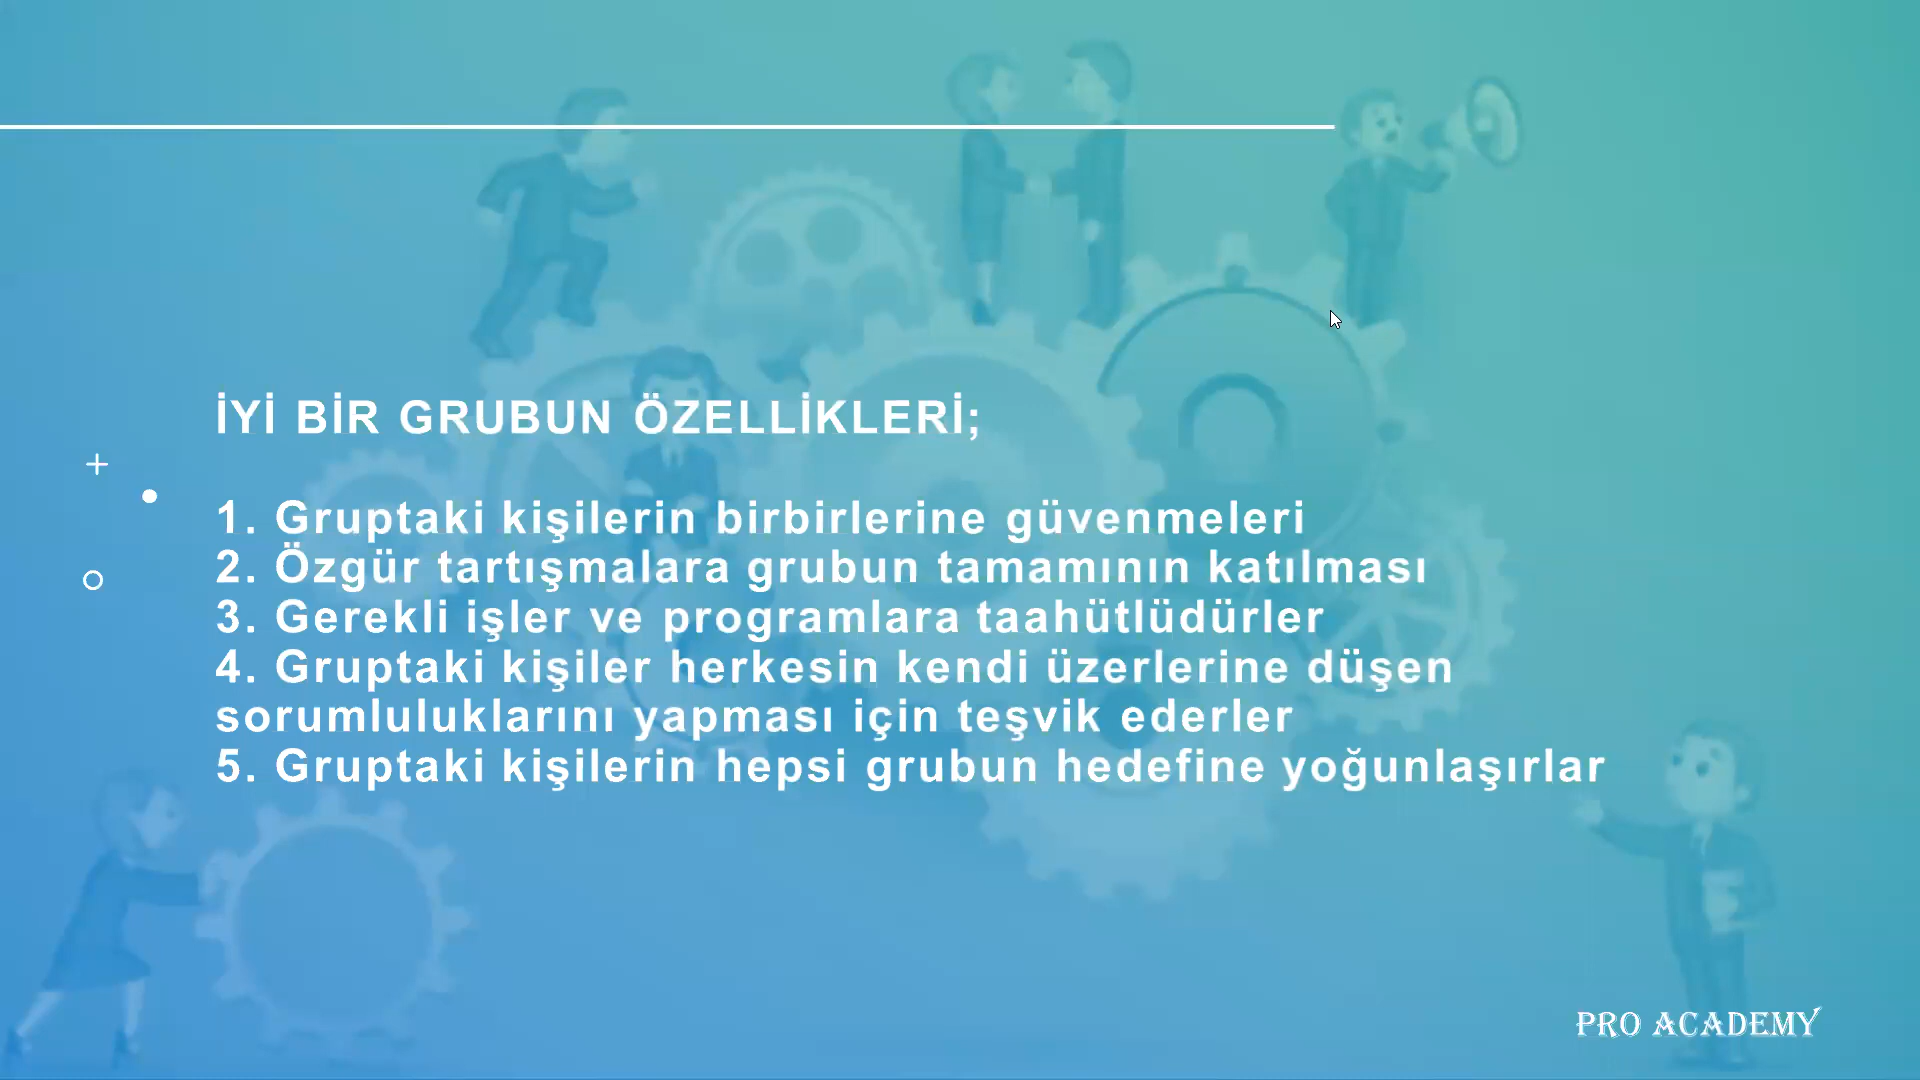 İYİ BİR GRUBUN ÖZELLİKLERİ;
1. Gruptaki kişilerin birbirlerine güvenmeleri
2. Özgür tartışmalara grubun tamamının katılması
3. Gerekli işler ve programlara taahütlüdürler
4. Gruptaki kişiler herkesin kendi üzerlerine düşen
sorumluluklarını yapması için teşvik ederler
5. Gruptaki kişilerin hepsi grubun hedefine yoğunlaşırlar
PRO ACADEMY